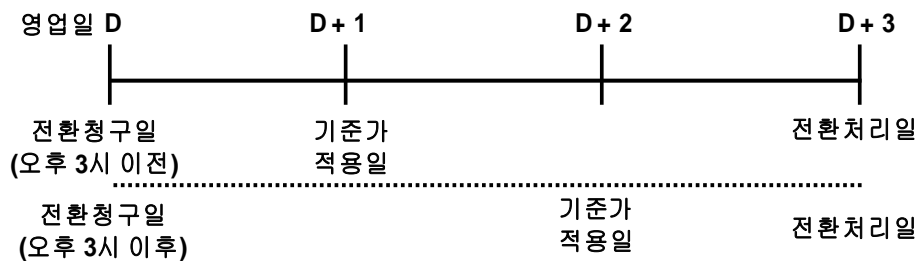 영업일 D D + 1 D + 2 D + 3
전환청구일 기준가 전환처리일
(오후 3시 이전) 적용일
전환청구일 기준가 전환처리일
(오후 3시 이후) 적용일